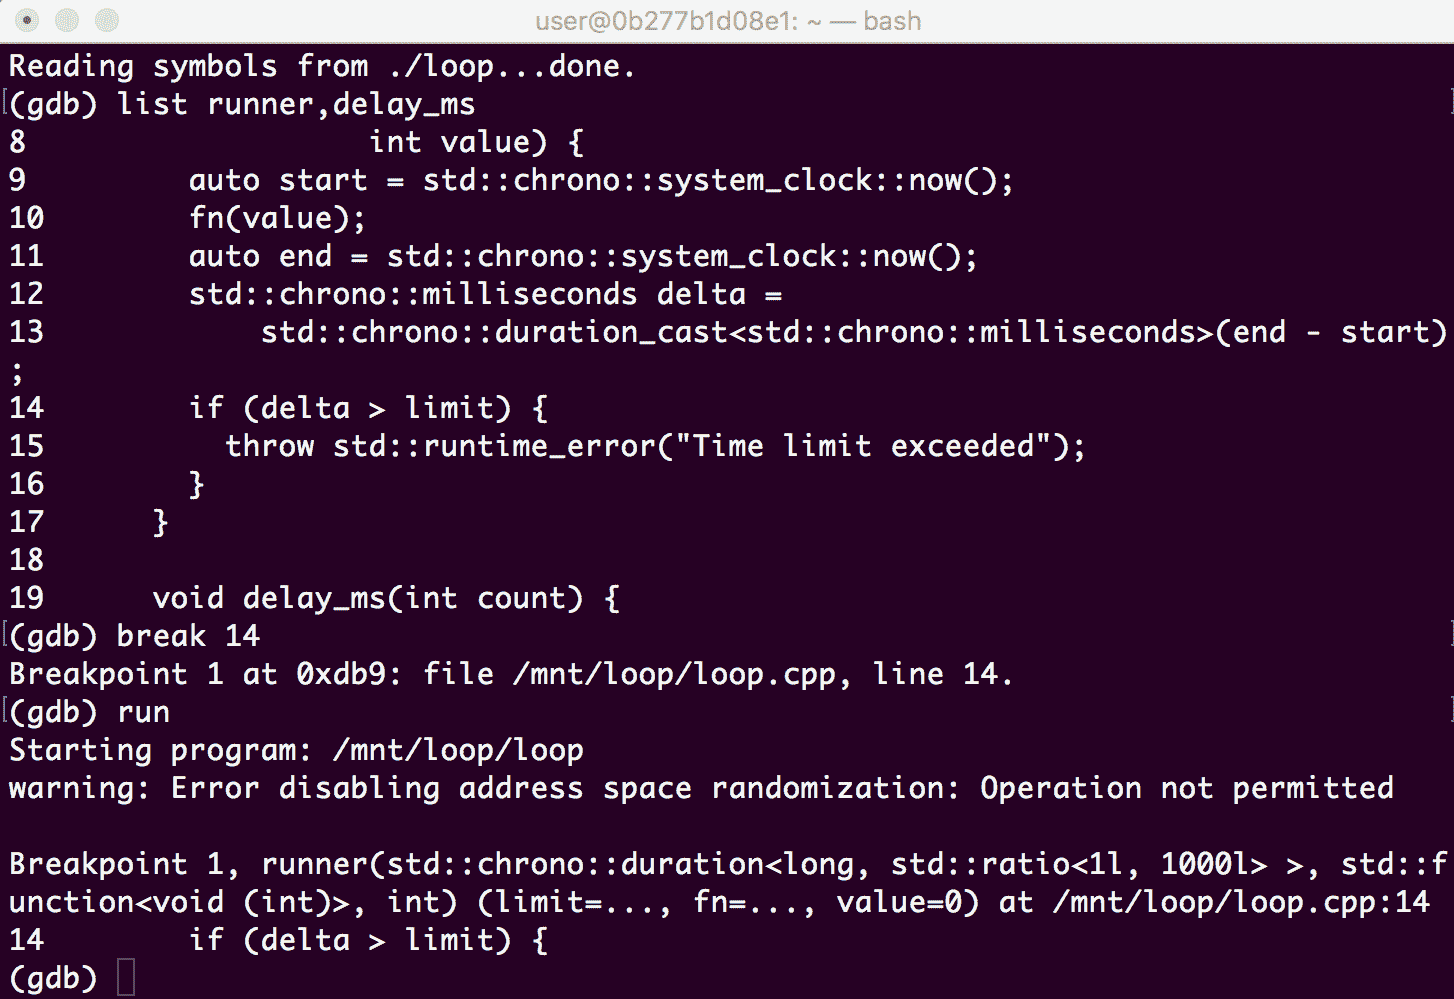 user@0b277b1d08e1: ~ — bash
Reading symbols from ./loop...done.
(gdb) list runner,delay_ms
8                   int value) {
9         auto start = std::chrono::system_clock::now();
10        fn(value);
11        auto end = std::chrono::system_clock::now();
12        std::chrono::milliseconds delta =
13            std::chrono::duration_cast<std::chrono::milliseconds>(end - start)
;
14        if (delta > limit) {
15          throw std::runtime_error("Time limit exceeded");
16        }
17      }
18
19      void delay_ms(int count) {
(gdb) break 14
Breakpoint 1 at 0xdb9: file /mnt/loop/loop.cpp, line 14.
(gdb) run
Starting program: /mnt/loop/loop
warning: Error disabling address space randomization: Operation not permitted

Breakpoint 1, runner(std::chrono::duration<long, std::ratio<1l, 1000l> >, std::f
unction<void (int)>, int) (limit=..., fn=..., value=0) at /mnt/loop/loop.cpp:14
14        if (delta > limit) {
(gdb)